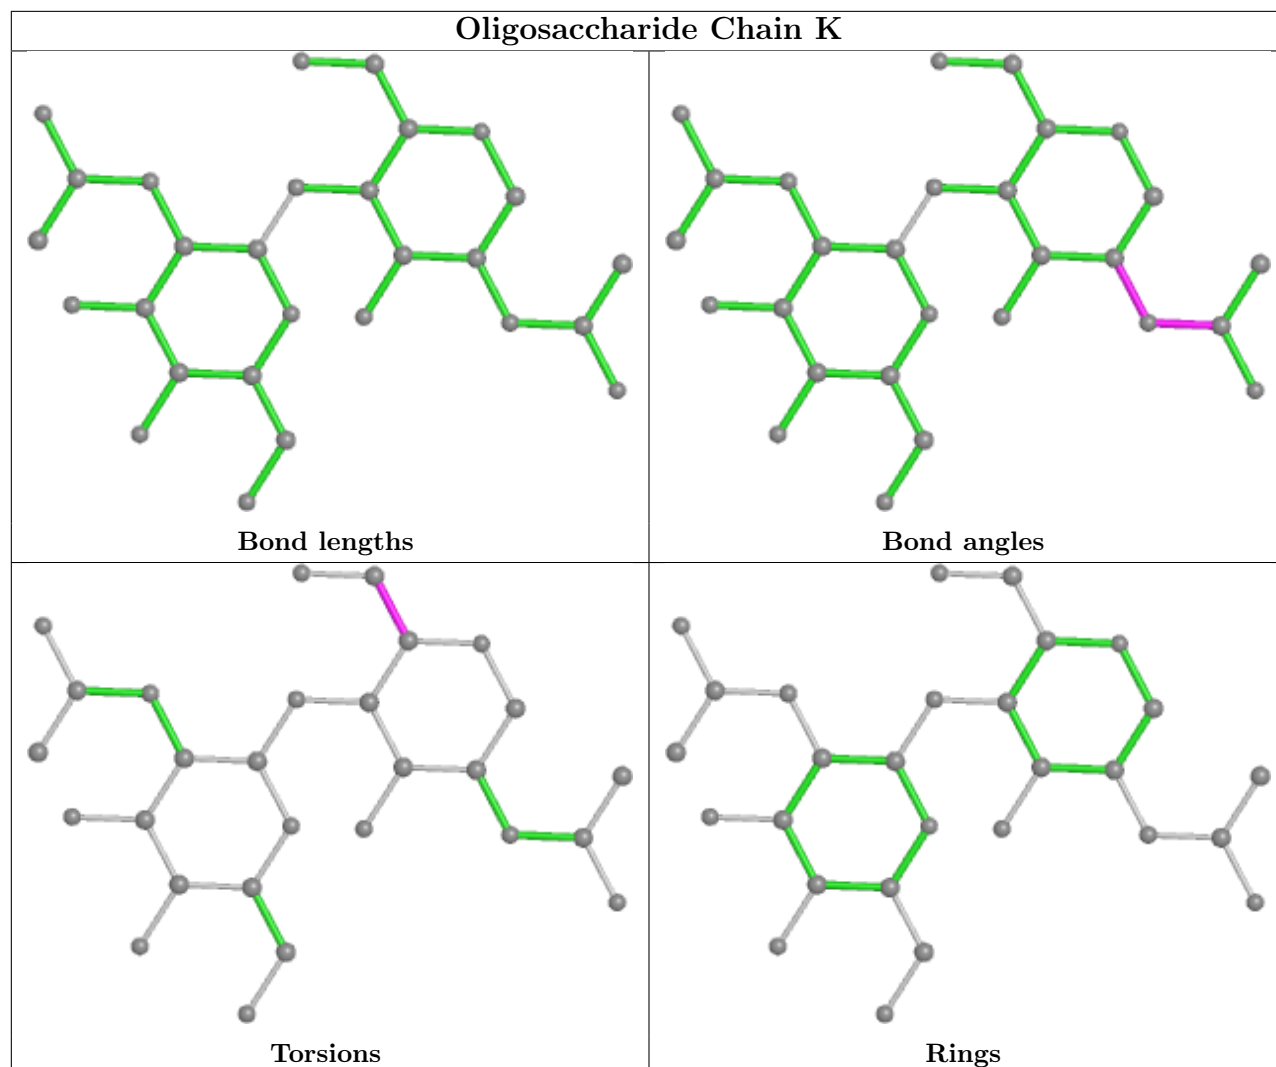 Oligosaccharide Chain K
Bond lengths
Bond angles
Torsions
Rings